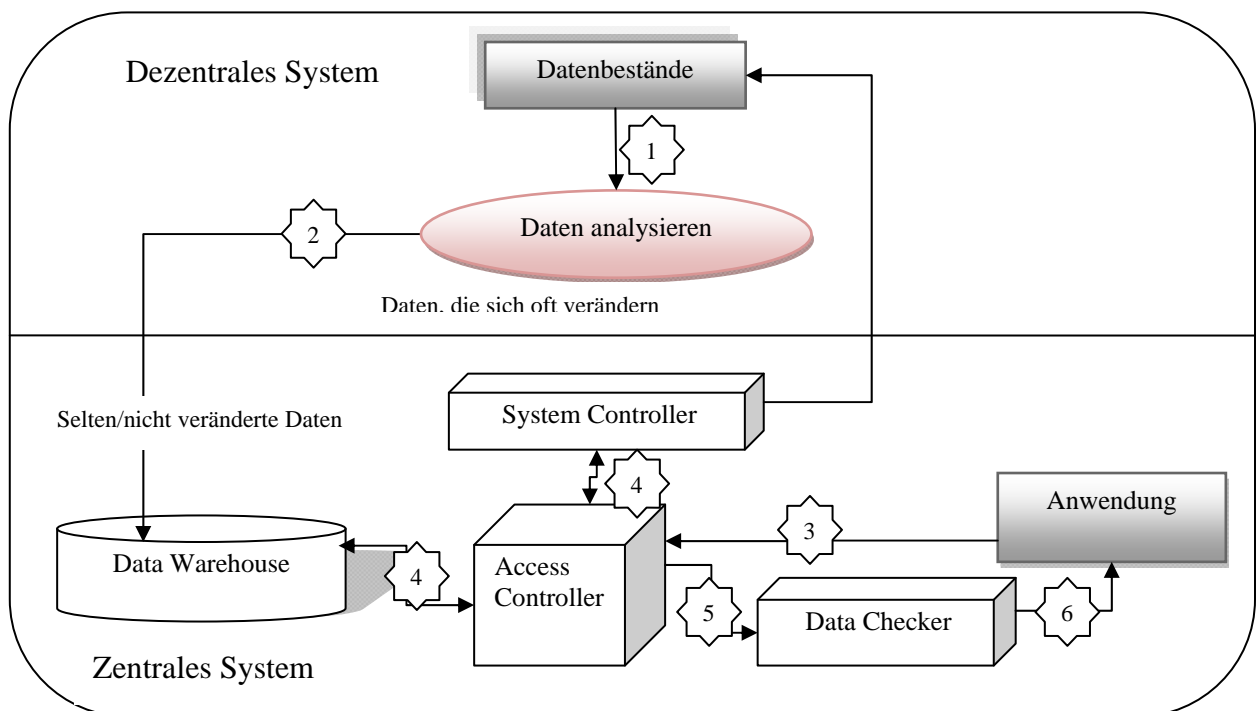 Dezentrales System
Datenbestände
1
Daten analysieren
2
Daten, die sich oft verändern
Selten/nicht veränderte Daten
System Controller
4
Anwendung
3
Data Warehouse
4
Access
Controller
5
Data Checker
6
Zentrales System